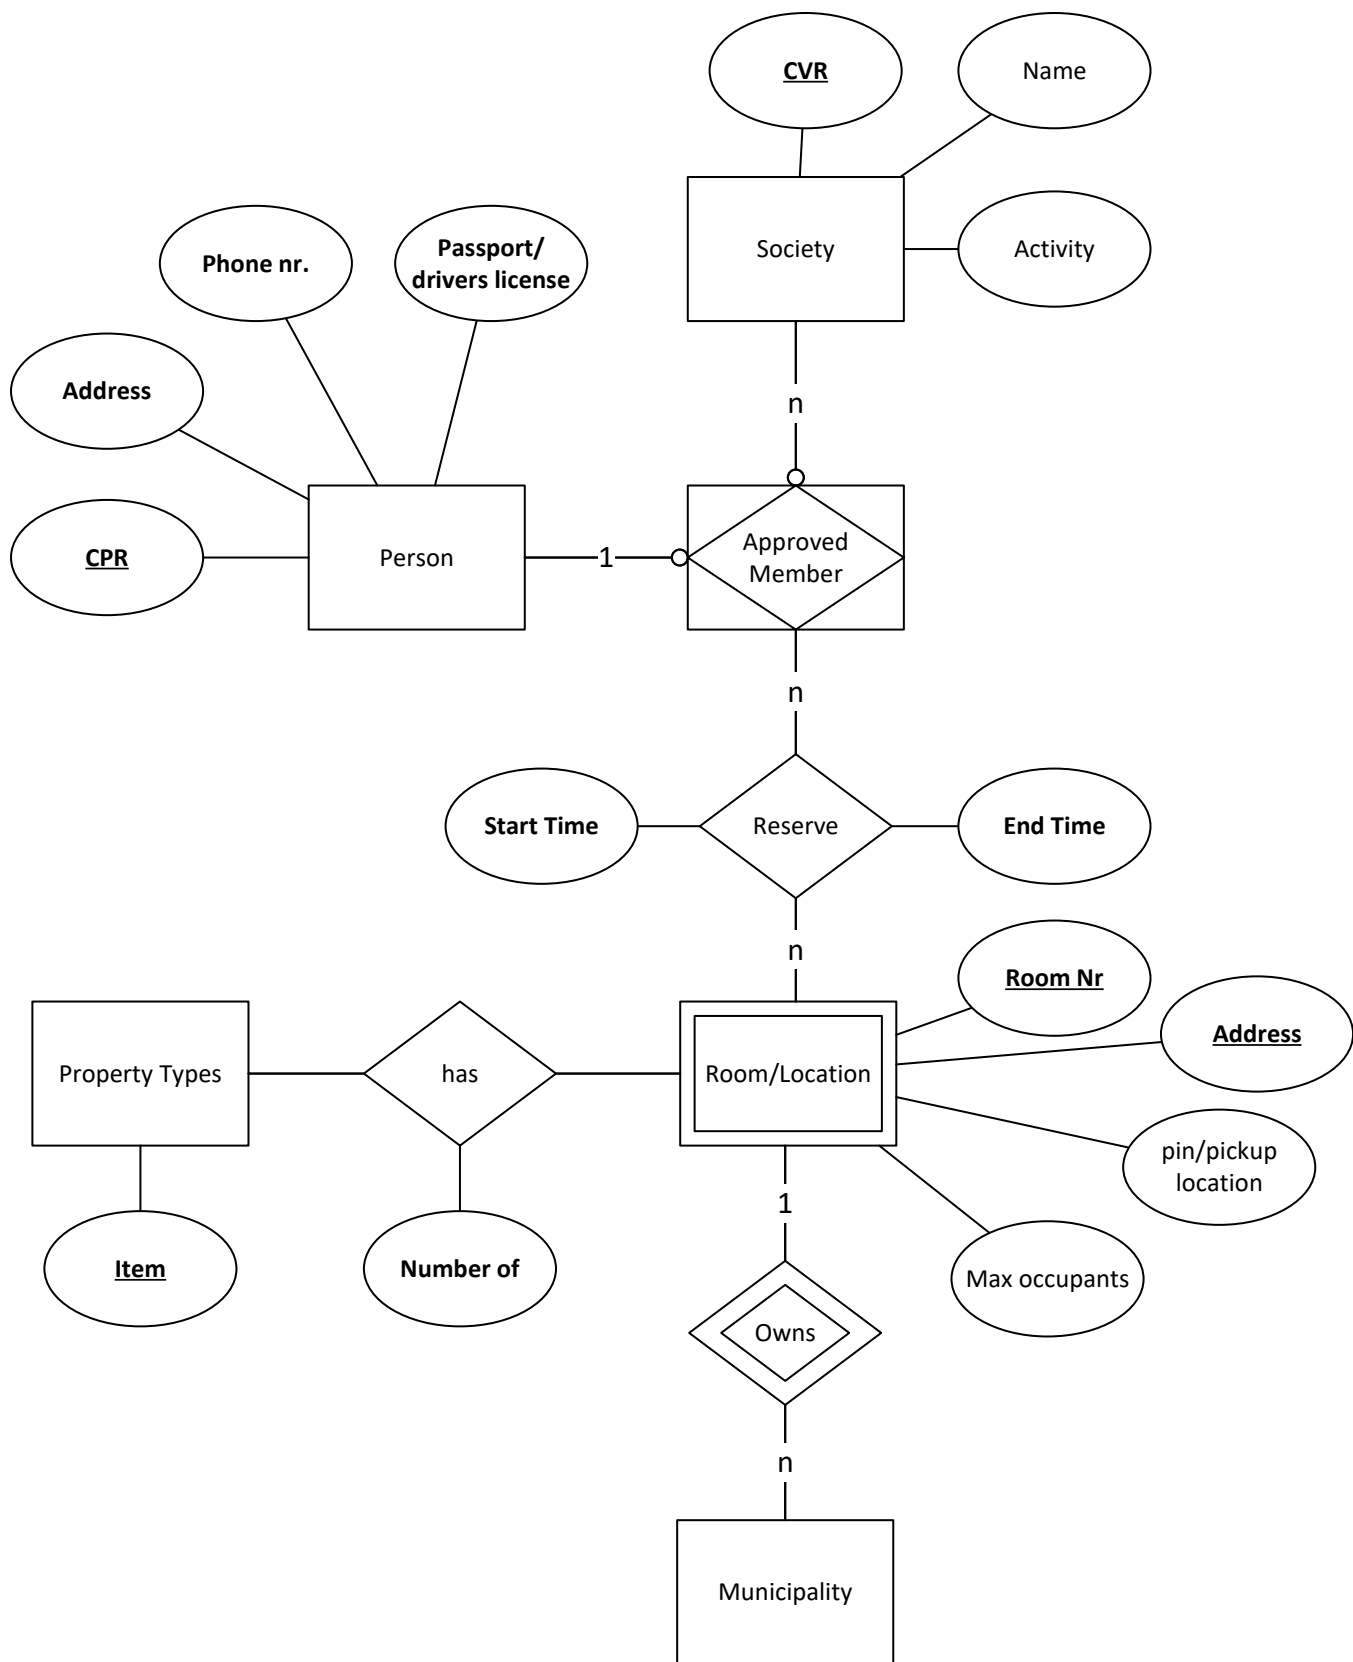 CVR
Name
Society
Activity
Phone nr.
Passport/
drivers license
Address
n
CPR
Person
1
Approved
Member
n
Start Time
Reserve
End Time
n
Room Nr
Address
Property Types
has
Room/Location
pin/pickup
location
1
Item
Number of
Max occupants
Owns
n
Municipality